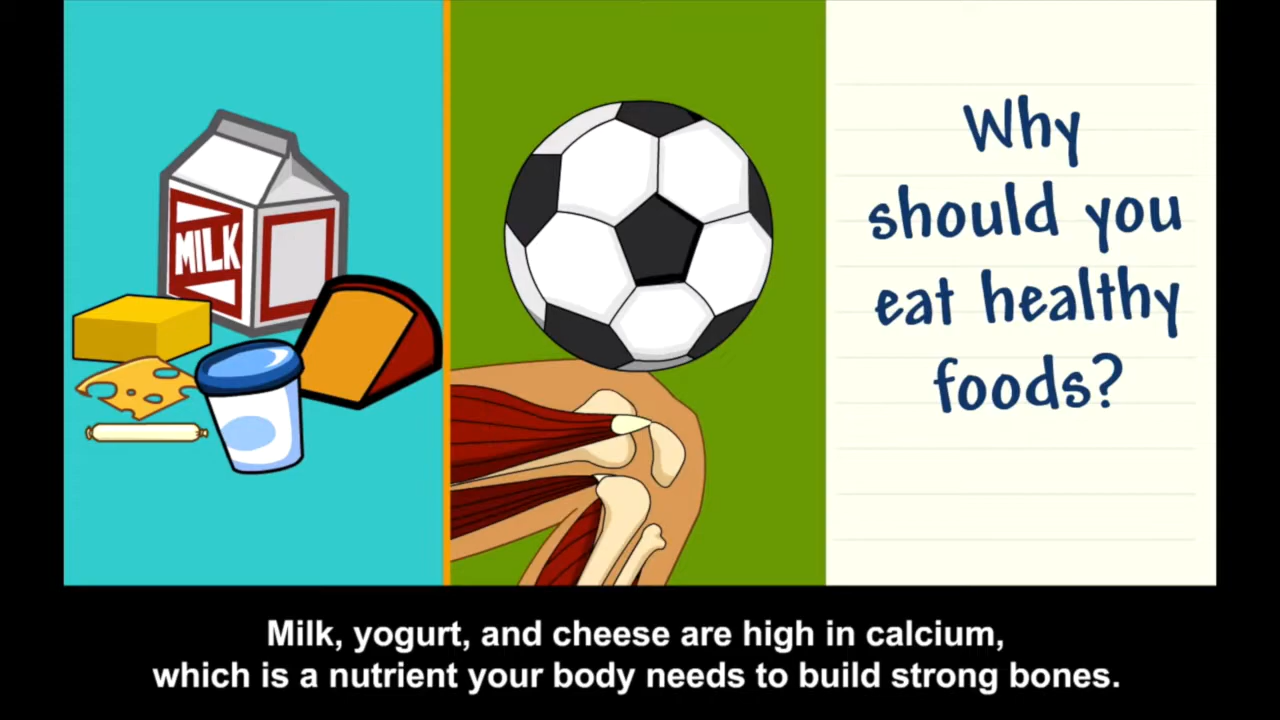 MILK
Why
should you
eat healthy
foods?
Milk, yogurt, and cheese are high in calcium,
which is a nutrient your body needs to build strong bones.